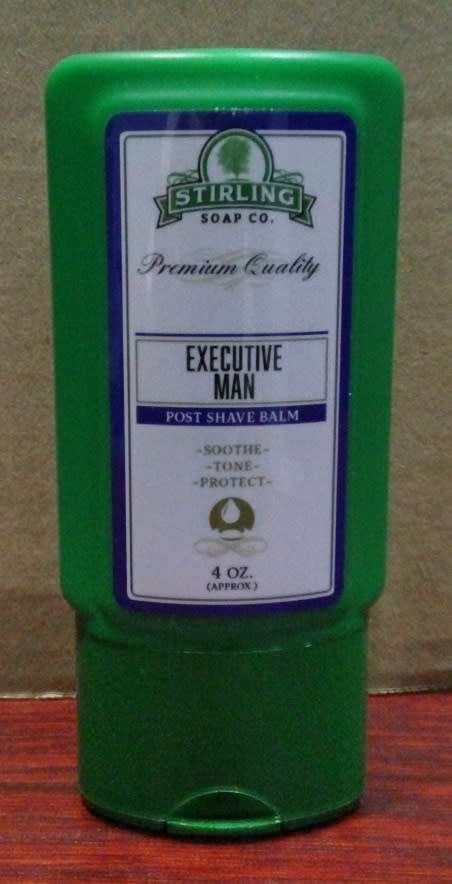 STIRLING
SOAP CO.
Premium Quality
EXECUTIVE
MAN
POST SHAVE BALM
-SOOTHE-
-TONE-
-PROTECT-
4 OZ.
(APPROX)